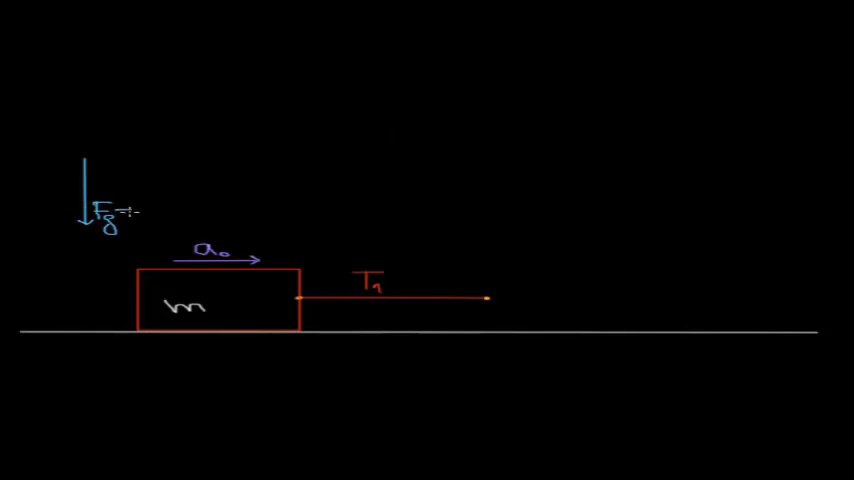 Fg =
a₀
T₁
m